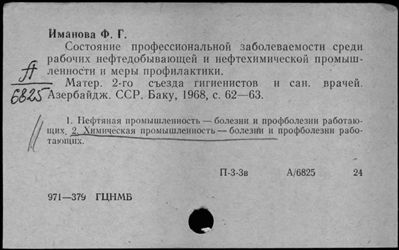 Иманова Ф. Г.
Состояние профессиональной заболеваемости среди
рабочих нефтедобывающей и нефтехимической промыш-
ленности и меры профилактики.
Матер. 2-го съезда гигиенистов и сан. врачей.
Азербайдж. ССР. Баку, 1968, с. 62—63.
А
6825
1. Нефтяная промышленность — болезни и профболезни работаю-
щих. 2. Химическая промышленность — болезни и профболезни рабо-
тающих.
П-3-3в А/6825 24
971—379 ГЦНМБ